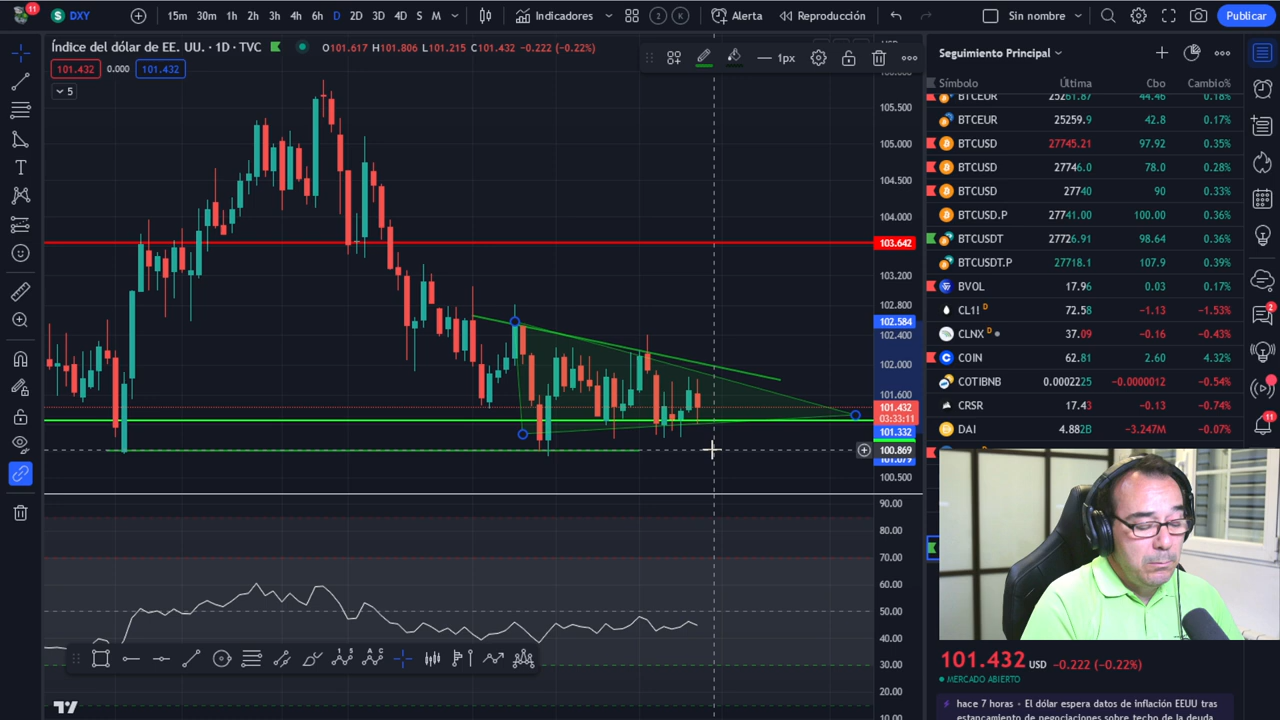 11
DXY
15m 30m 1h 2h 3h 4h 6h D 2D 3D 4D S M
Indicadores
2 K
Alerta
Reproducción
Sin nombre
Publicar
Índice del dólar de EE. UU. · 1D · TVC
O101.617 H101.806 L101.215 C101.432 -0.222 (-0.22%)
101.432 0.000 101.432
5
1px
105.500
105.000
104.500
104.000
103.642
103.200
102.800
102.584
102.400
102.000
101.600
101.432
03:33:11
101.332
100.869
100.500
90.00
80.00
70.00
60.00
50.00
40.00
30.00
20.00
10.00
Seguimiento Principal
Símbolo Última Cbo Cambio%
BTCEUR 25261.87 44.46 0.18%
BTCEUR 25259.9 42.8 0.17%
BTCUSD 27745.21 97.92 0.35%
BTCUSD 27746.0 78.0 0.28%
BTCUSD 27740 90 0.33%
BTCUSD.P 27741.00 100.00 0.36%
BTCUSDT 27726.91 98.64 0.36%
BTCUSDT.P 27718.1 107.9 0.39%
BVOL 17.96 0.03 0.17%
CL1! D 72.58 -1.13 -1.53%
CLNX D 37.09 -0.16 -0.43%
COIN 62.81 2.60 4.32%
COTIBNB 0.0002225 -0.0000012 -0.54%
CRSR 17.43 -0.13 -0.74%
DAI 4.882B -3.247M -0.07%
2
11
101.432 USD -0.222 (-0.22%)
MERCADO ABIERTO
hace 7 horas • El dólar espera datos de inflación EEUU tras
estancamiento de negociaciones sobre techo de la deuda